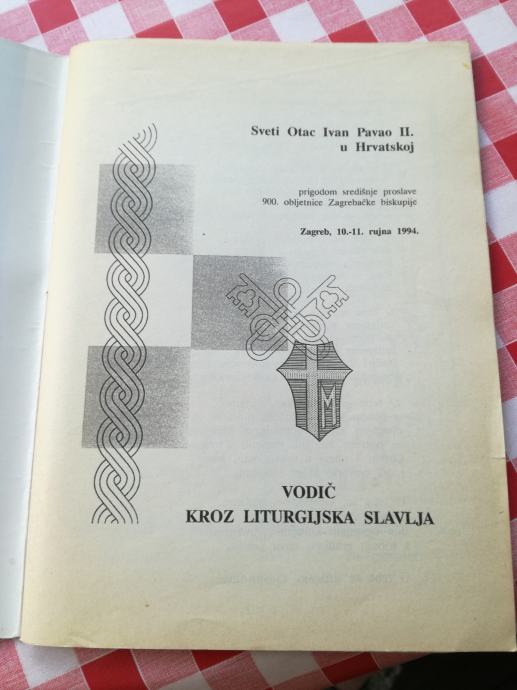 Sveti Otac Ivan Pavao II.
u Hrvatskoj
prigodom središnje proslave
900. obljetnice Zagrebačke biskupije
Zagreb, 10.-11. rujna 1994.
M
VODIČ
KROZ LITURGIJSKA SLAVLJA